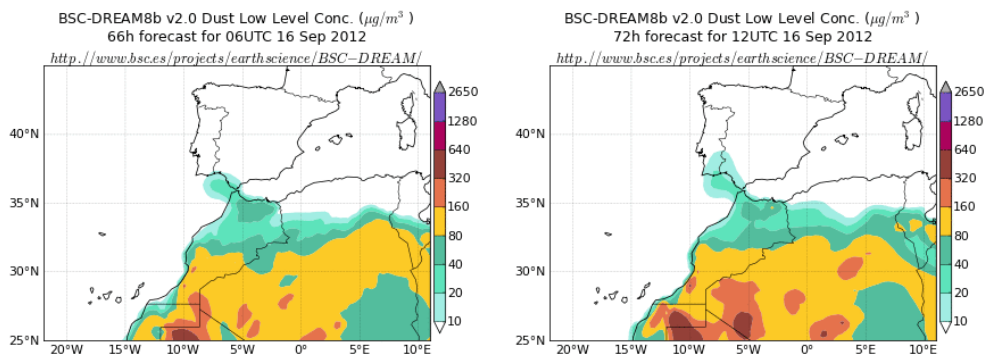 BSC-DREAM8b v2.0 Dust Low Level Conc. (μg/m³ )
66h forecast for 06UTC 16 Sep 2012
http://www.bsc.es/projects/earthscience/BSC−DREAM/
40°N
35°N
30°N
25°N
20°W
15°W
10°W
5°W
0°E
5°E
10°E
2650
1280
640
320
160
80
40
20
10
BSC-DREAM8b v2.0 Dust Low Level Conc. (μg/m³ )
72h forecast for 12UTC 16 Sep 2012
http://www.bsc.es/projects/earthscience/BSC−DREAM/
40°N
35°N
30°N
25°N
20°W
15°W
10°W
5°W
0°E
5°E
10°E
2650
1280
640
320
160
80
40
20
10